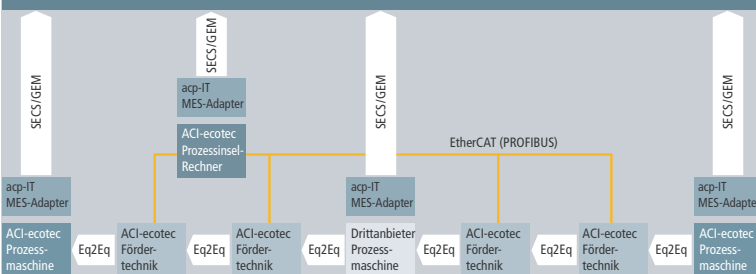 SECS/GEM
SECS/GEM
SECS/GEM
SECS/GEM
acp-IT
MES-Adapter
ACI-ecotec
Prozessinsel-
Rechner
EtherCAT (PROFIBUS)
acp-IT
MES-Adapter
acp-IT
MES-Adapter
acp-IT
MES-Adapte
ACI-ecotec
Prozess-
maschine
Eq2Eq
ACI-ecotec
Förder-
technik
Eq2Eq
ACI-ecotec
Förder-
technik
Eq2Eq
Drittanbieter
Prozess-
maschine
Eq2Eq
ACI-ecotec
Förder-
technik
Eq2Eq
ACI-ecotec
Förder-
technik
Eq2Eq
ACI-ecotec
Prozess-
maschine